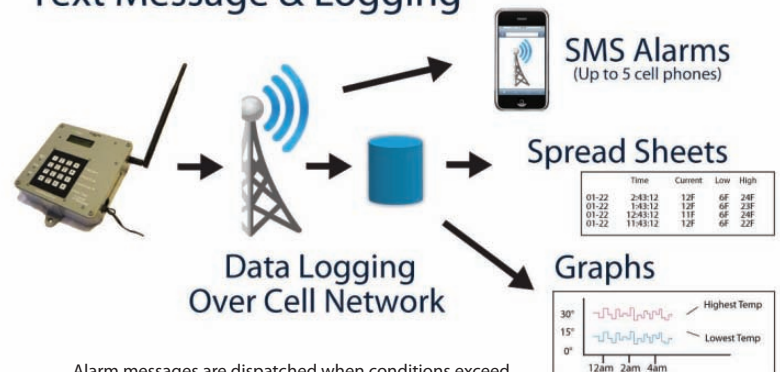 Text Message & Logging
SMS Alarms
(Up to 5 cell phones)
Spread Sheets
Time Current Low High
01-22 2:43:12 12F 6F 24F
01-22 1:43:12 12F 6F 23F
01-22 12:43:12 11F 6F 24F
01-22 11:43:12 12F 6F 22F
Data Logging
Over Cell Network
Graphs
30°
15°
0°
Highest Temp
Lowest Temp
12am 2am 4am
Alarm messages are dispatched when conditions exceed